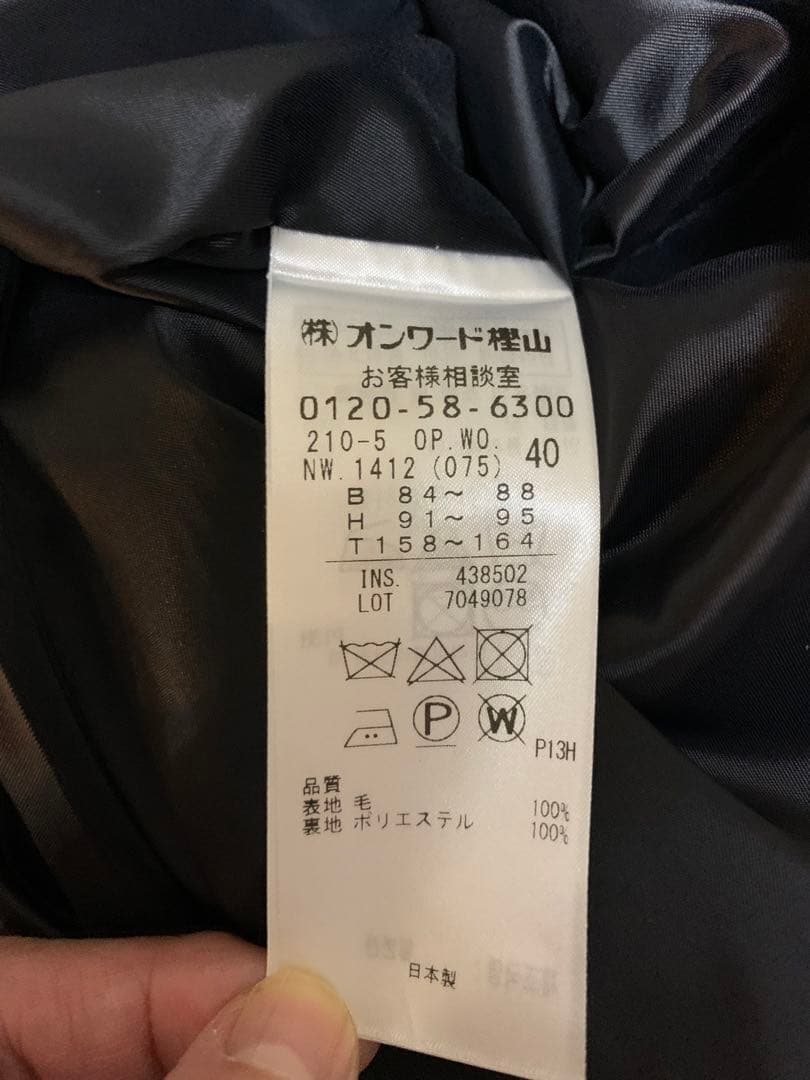 (株)オンワード樫山
お客様相談室
0120-58-6300
210-5 OP.WO.
NW.1412 (075) 40
B 84～ 88
H 91～ 95
T158～164
INS. 438502
LOT 7049078
P
W
P13H
品質
表地 毛 100%
裏地 ポリエステル 100%
日本製